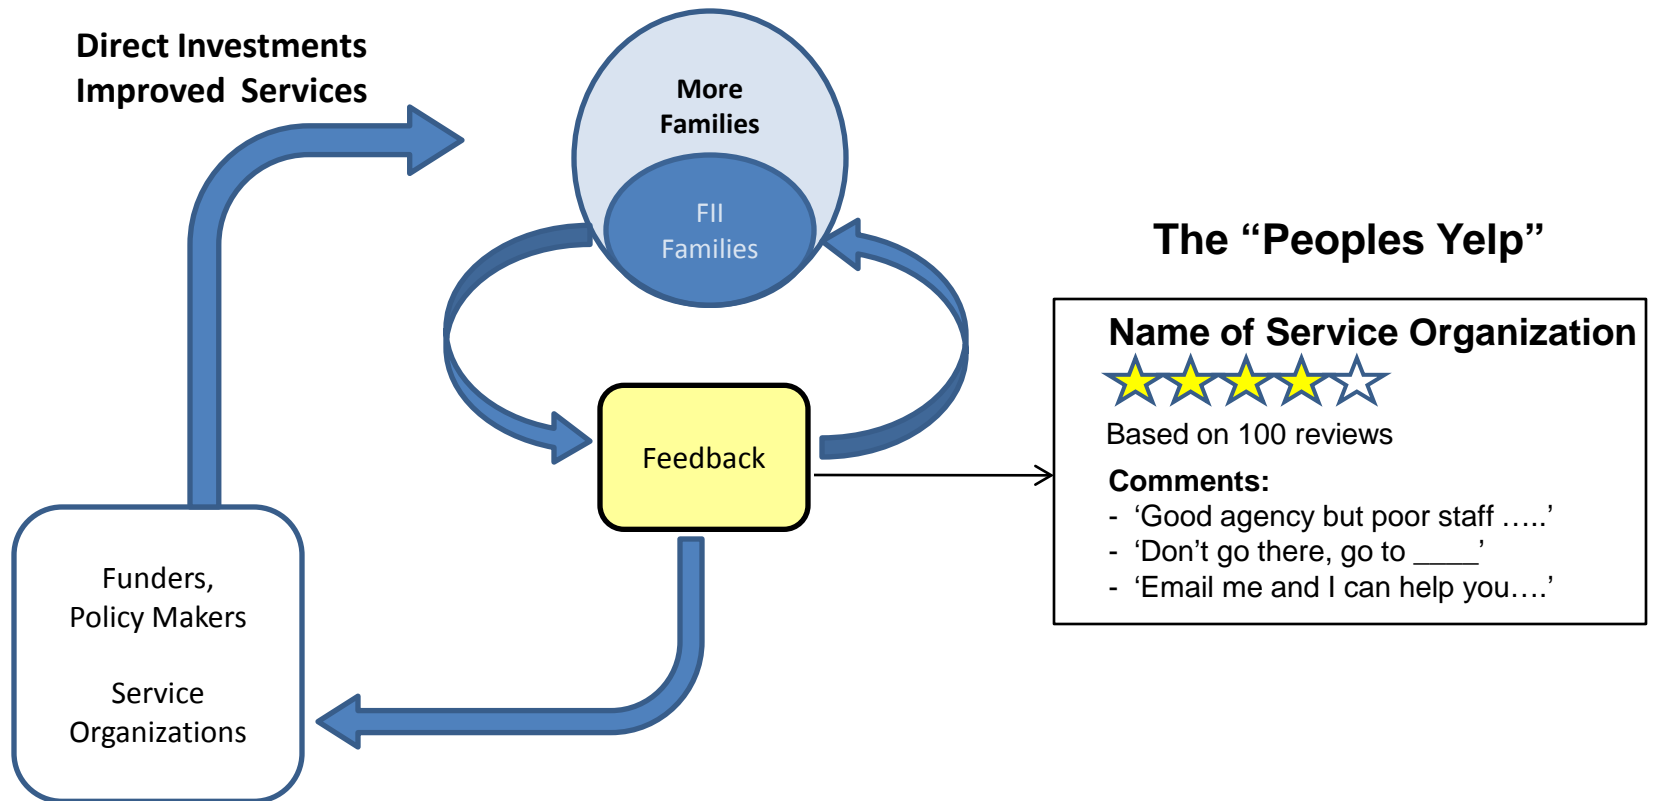 Direct Investments
Improved Services
More
Families
FII
Families
Feedback
Funders,
Policy Makers
Service
Organizations
The “Peoples Yelp”
Name of Service Organization
Based on 100 reviews
Comments:
- ‘Good agency but poor staff …..’
- ‘Don’t go there, go to ____’
- ‘Email me and I can help you….’